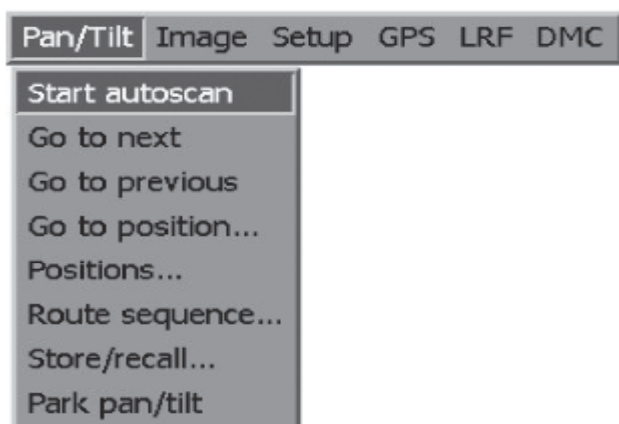 Pan/Tilt Image Setup GPS LRF DMC
Start autoscan
Go to next
Go to previous
Go to position...
Positions...
Route sequence...
Store/recall...
Park pan/tilt